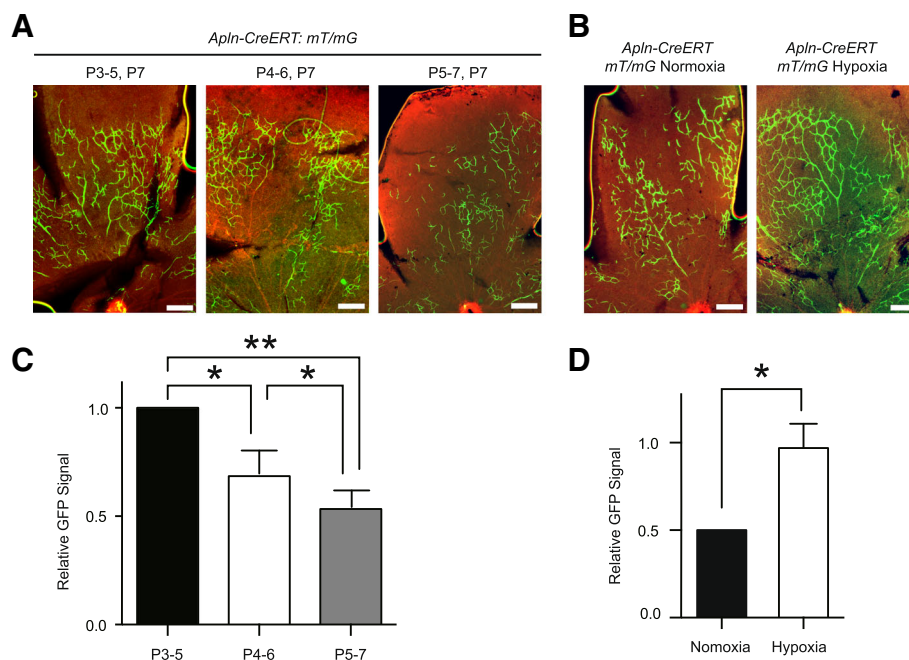 A
Apln-CreERT: mT/mG
P3-5, P7
P4-6, P7
P5-7, P7
B
Apln-CreERT
mT/mG Normoxia
Apln-CreERT
mT/mG Hypoxia
C
**
*
*
Relative GFP Signal
1.0
0.5
0.0
P3-5
P4-6
P5-7
D
*
Relative GFP Signal
1.0
0.5
0.0
Nomoxia
Hypoxia